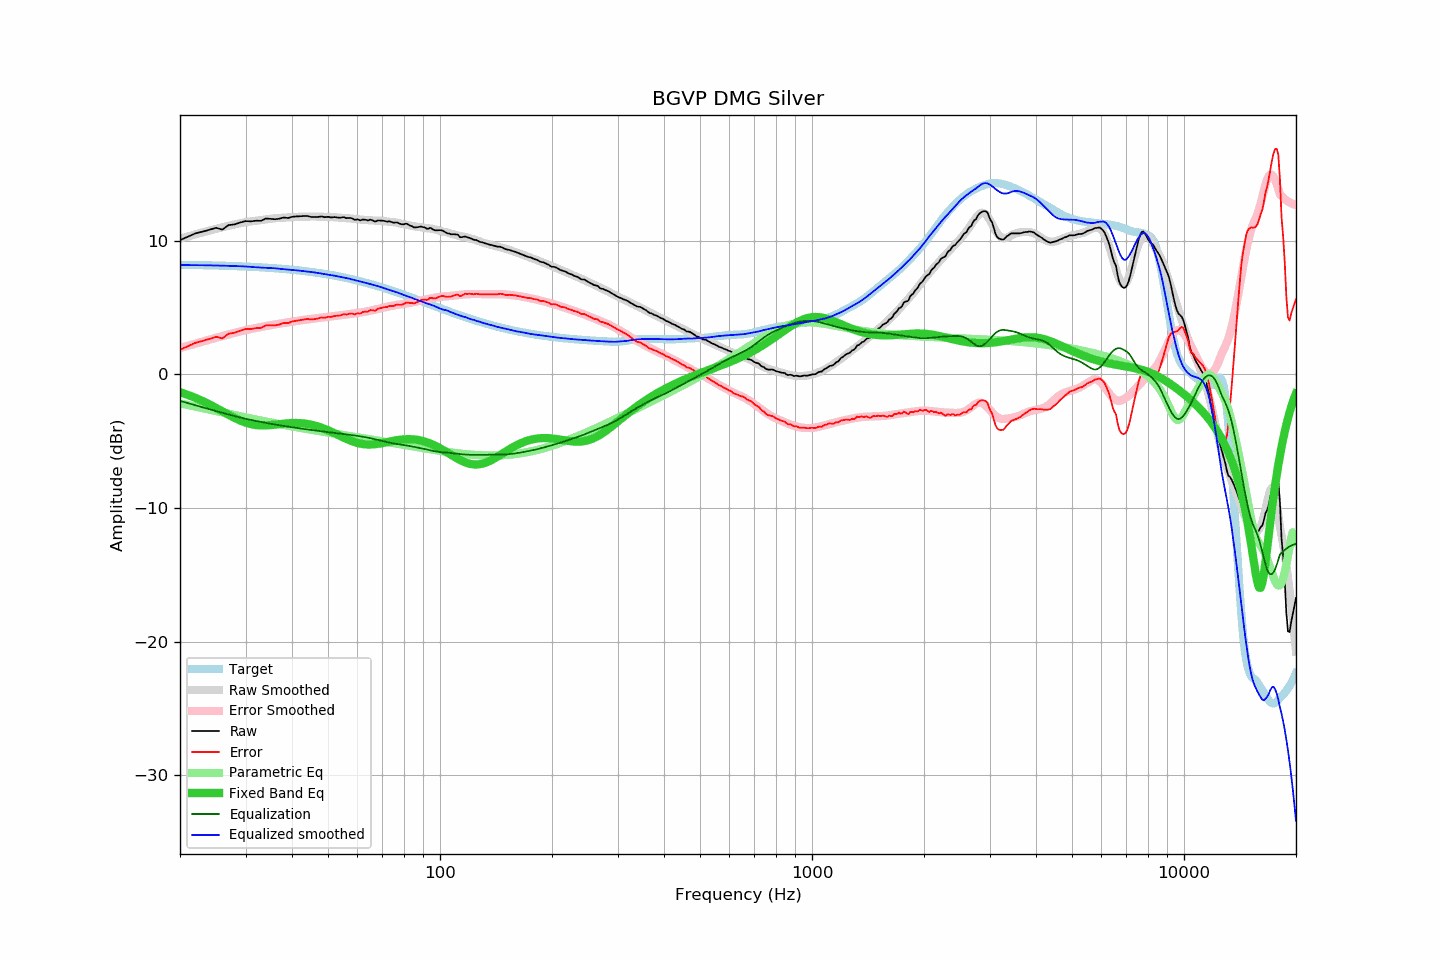 BGVP DMG Silver
Amplitude (dBr)
10
0
−10
−20
−30
Target
Raw Smoothed
Error Smoothed
Raw
Error
Parametric Eq
Fixed Band Eq
Equalization
Equalized smoothed
100
1000
10000
Frequency (Hz)